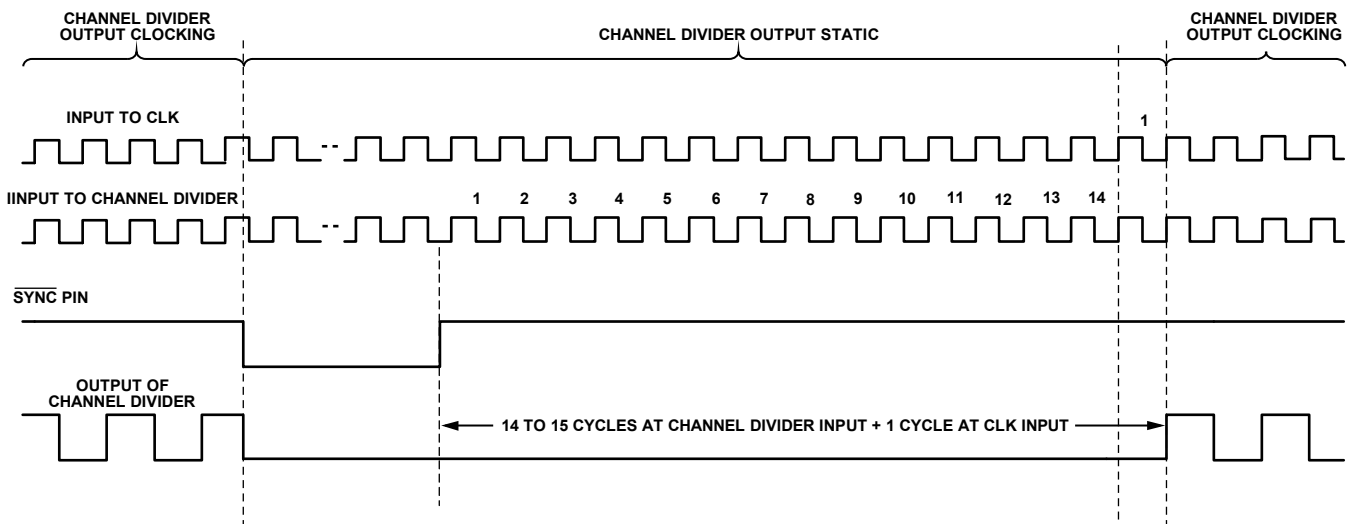 CHANNEL DIVIDER
OUTPUT CLOCKING
CHANNEL DIVIDER OUTPUT STATIC
CHANNEL DIVIDER
OUTPUT CLOCKING
INPUT TO CLK
1
IINPUT TO CHANNEL DIVIDER
1 2 3 4 5 6 7 8 9 10 11 12 13 14
SYNC PIN
OUTPUT OF
CHANNEL DIVIDER
14 TO 15 CYCLES AT CHANNEL DIVIDER INPUT + 1 CYCLE AT CLK INPUT